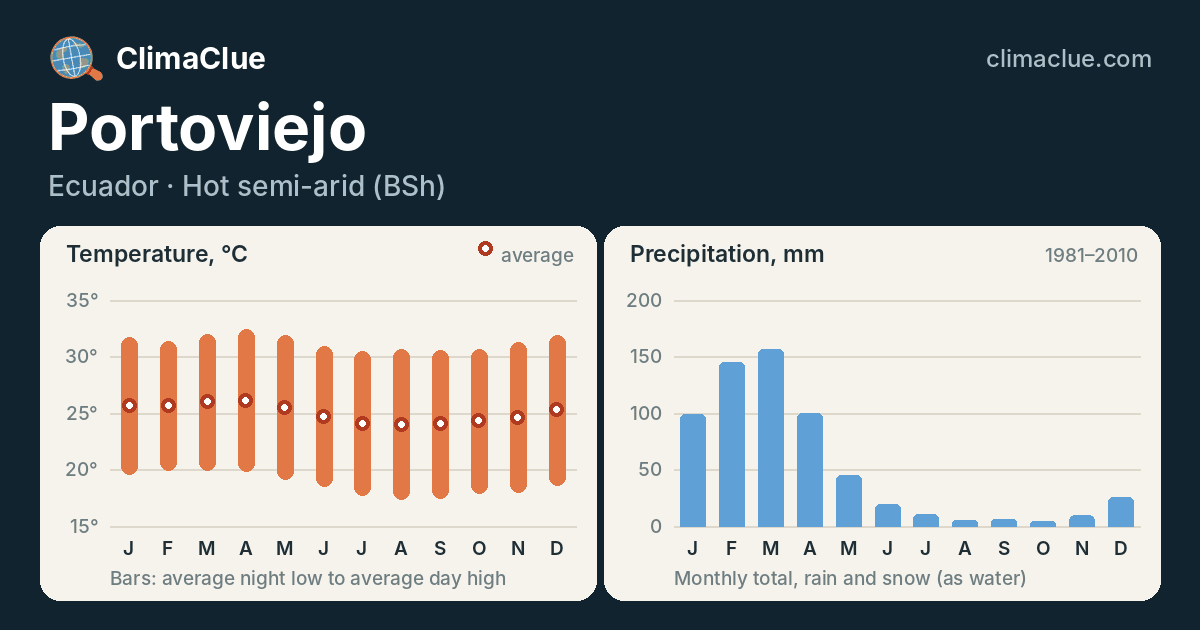 ClimaClue
climaclue.com
Portoviejo
Ecuador · Hot semi-arid (BSh)
Temperature, °C
average
35°
30°
25°
20°
15°
J F M A M J J A S O N D
Bars: average night low to average day high
Precipitation, mm
1981–2010
200
150
100
50
0
J F M A M J J A S O N D
Monthly total, rain and snow (as water)